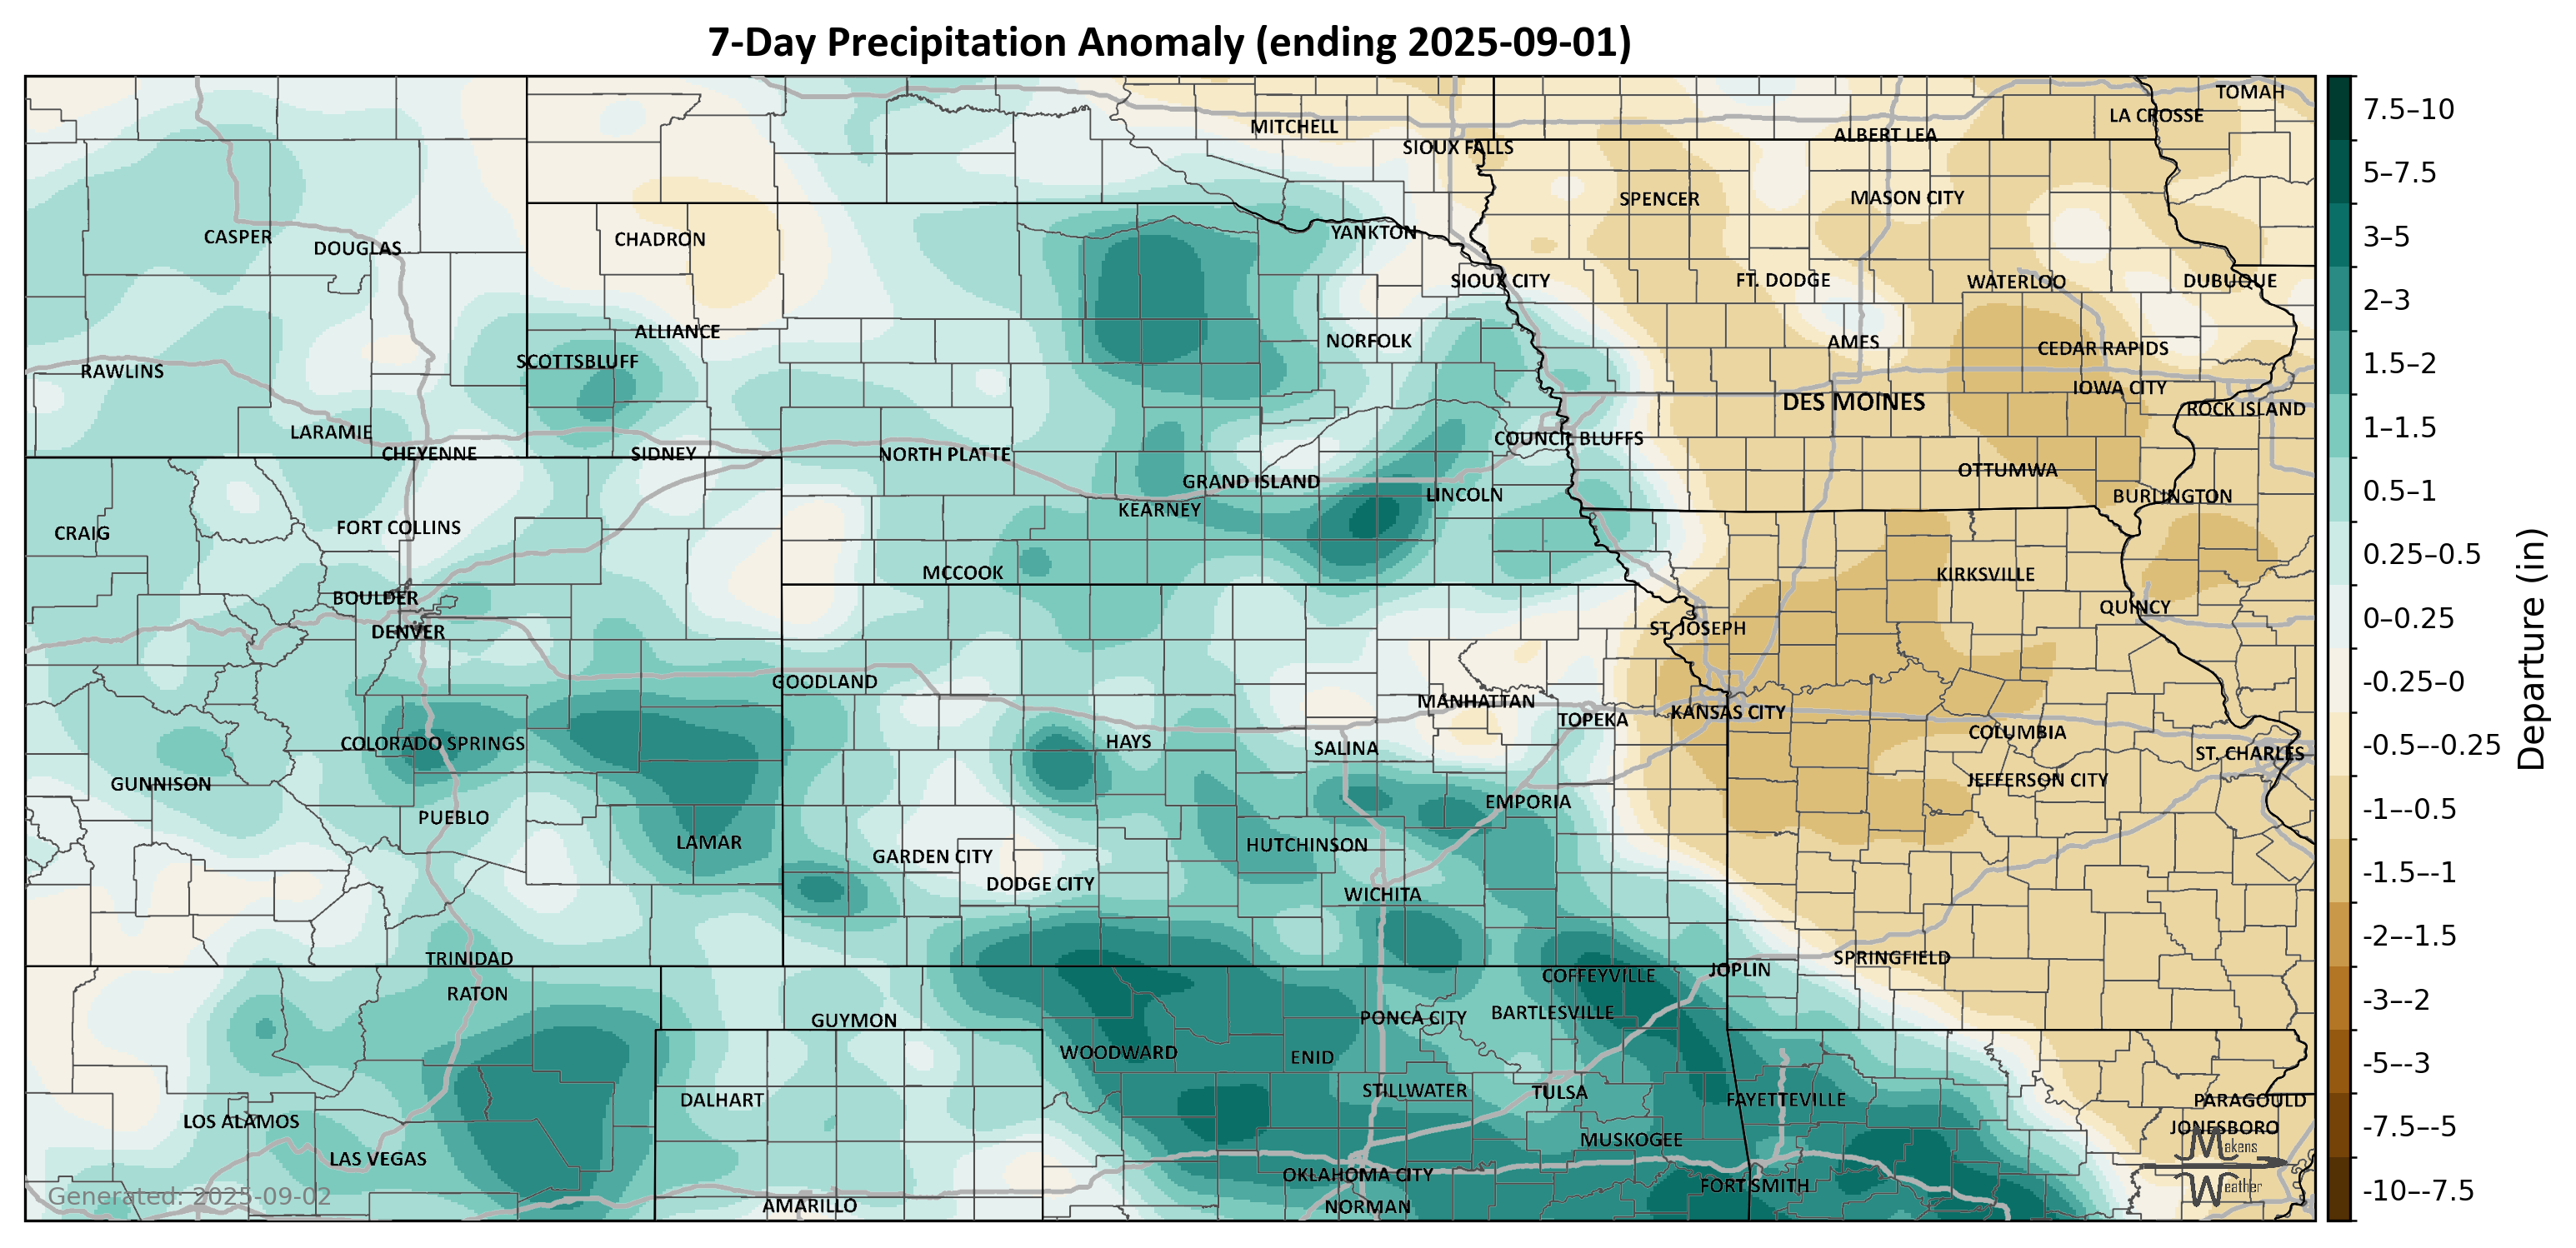 7-Day Precipitation Anomaly (ending 2025-09-01)
TOMAH
LA CROSSE
MITCHELL
ALBERT LEA
SIOUX FALLS
SPENCER
MASON CITY
CASPER
DOUGLAS
CHADRON
YANKTON
SIOUX CITY
FT. DODGE
WATERLOO
DUBUQUE
ALLIANCE
NORFOLK
AMES
CEDAR RAPIDS
SCOTTSBLUFF
RAWLINS
IOWA CITY
DES MOINES
ROCK ISLAND
LARAMIE
CHEYENNE
SIDNEY
NORTH PLATTE
COUNCIL BLUFFS
GRAND ISLAND
LINCOLN
OTTUMWA
BURLINGTON
KEARNEY
CRAIG
FORT COLLINS
MCCOOK
KIRKSVILLE
BOULDER
QUINCY
DENVER
ST. JOSEPH
GOODLAND
MANHATTAN
TOPEKA
KANSAS CITY
COLUMBIA
COLORADO SPRINGS
HAYS
SALINA
ST. CHARLES
GUNNISON
JEFFERSON CITY
EMPORIA
PUEBLO
LAMAR
HUTCHINSON
GARDEN CITY
DODGE CITY
WICHITA
TRINIDAD
SPRINGFIELD
JOPLIN
COFFEYVILLE
RATON
GUYMON
PONCA CITY
BARTLESVILLE
WOODWARD
ENID
DALHART
STILLWATER
TULSA
FAYETTEVILLE
PARAGOULD
LOS ALAMOS
JONESBORO
MUSKOGEE
LAS VEGAS
OKLAHOMA CITY
FORT SMITH
AMARILLO
NORMAN
Generated: 2025-09-02
Makens
Weather
7.5–10
5–7.5
3–5
2–3
1.5–2
1–1.5
0.5–1
0.25–0.5
0–0.25
-0.25–0
-0.5–-0.25
-1–-0.5
-1.5–-1
-2–-1.5
-3–-2
-5–-3
-7.5–-5
-10–-7.5
Departure (in)